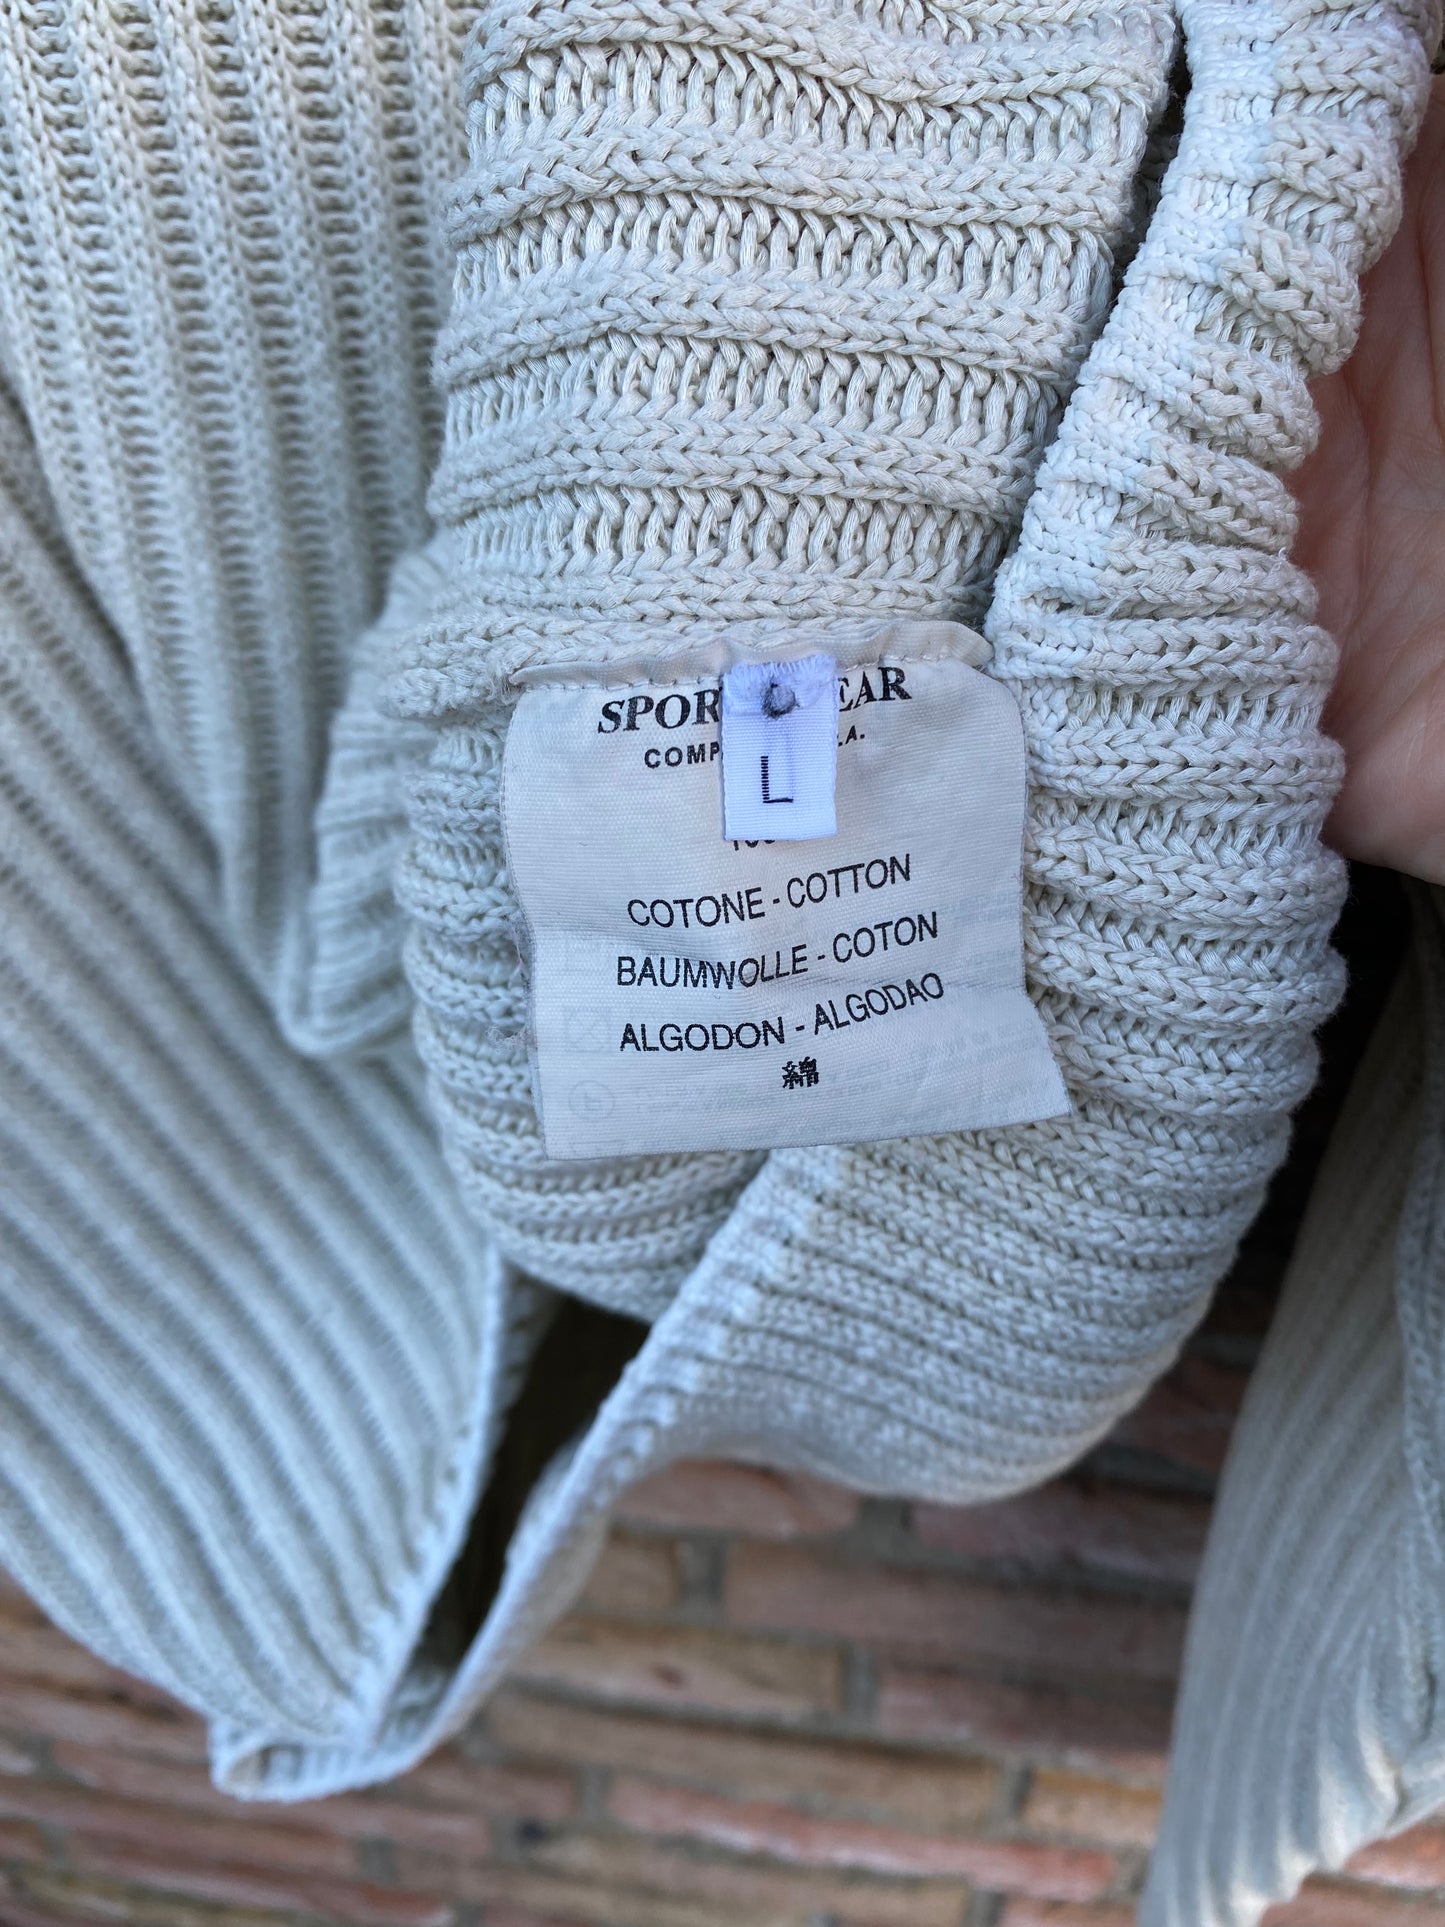 SPOR EAR
COMP .A.
L
COTONE - COTTON
BAUMWOLLE - COTON
ALGODON - ALGODAO
綿